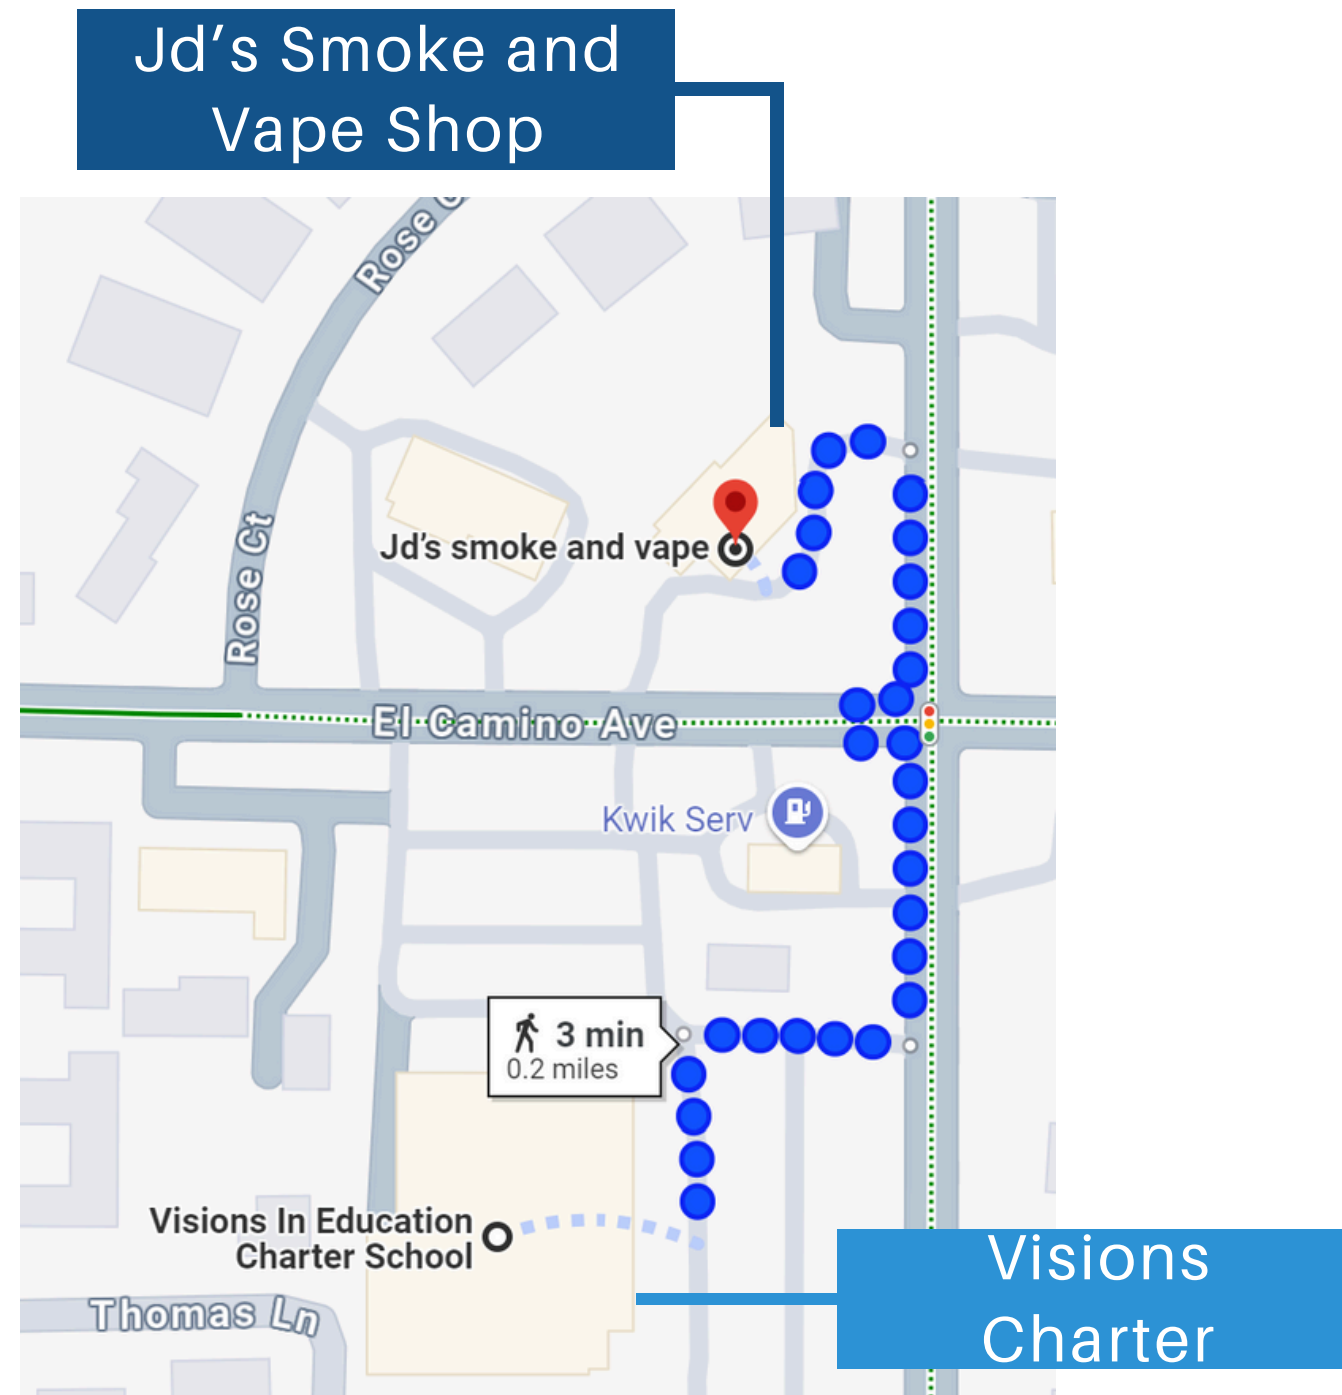 Jd’s Smoke and
Vape Shop
Rose
Rose Ct
Jd’s smoke and vape
El Camino Ave
Kwik Serv
3 min
0.2 miles
Visions In Education
Charter School
Thomas Ln
Visions
Charter